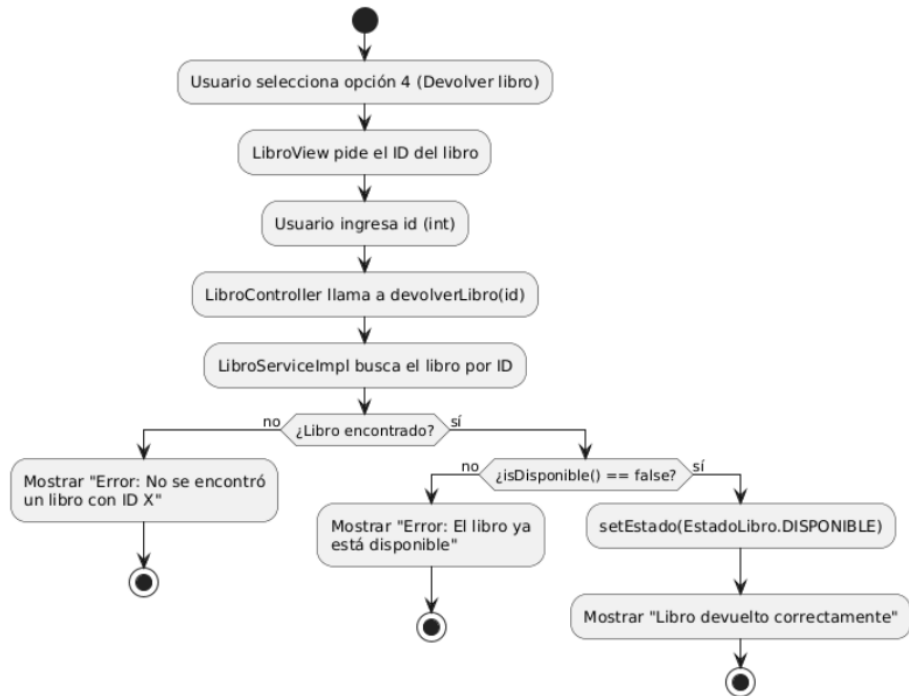 Usuario selecciona opción 4 (Devolver libro)
LibroView pide el ID del libro
Usuario ingresa id (int)
LibroController llama a devolverLibro(id)
LibroServiceImpl busca el libro por ID
no
¿Libro encontrado?
sí
Mostrar "Error: No se encontró
un libro con ID X"
no
¿isDisponible() == false?
sí
Mostrar "Error: El libro ya
está disponible"
setEstado(EstadoLibro.DISPONIBLE)
Mostrar "Libro devuelto correctamente"